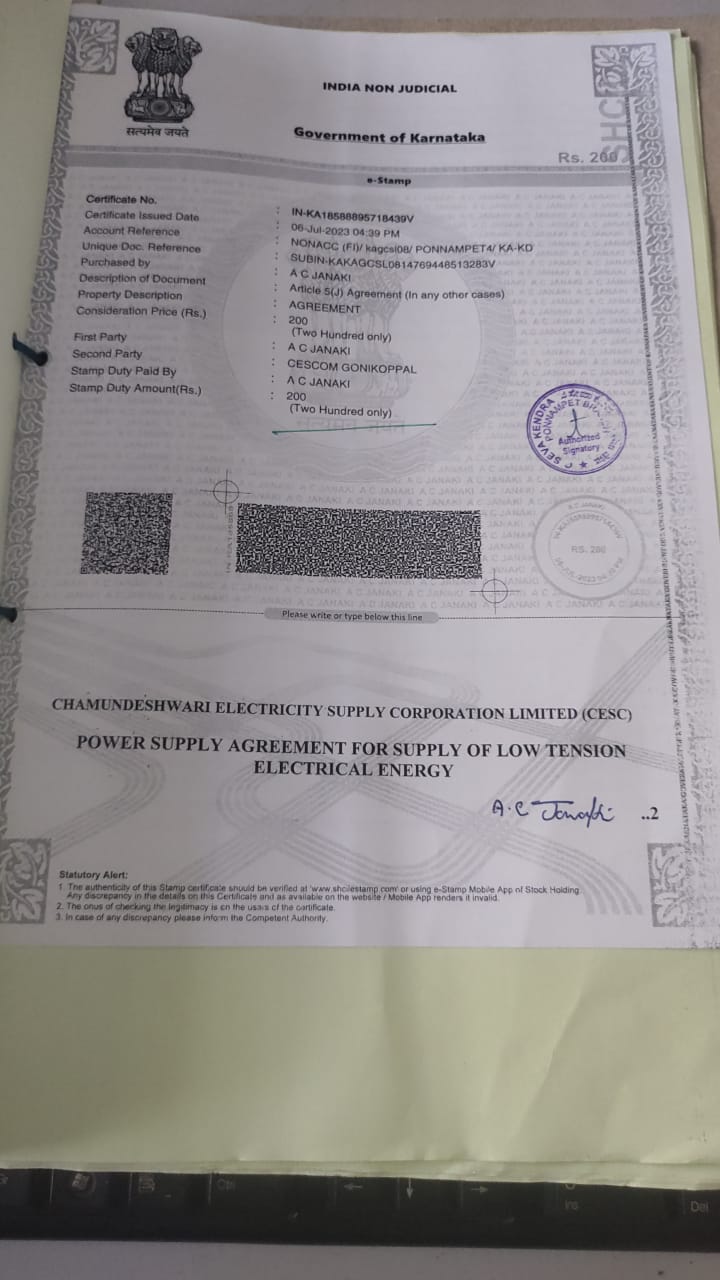 सत्यमेव जयते
INDIA NON JUDICIAL
Government of Karnataka
Rs. 200
e-Stamp
Certificate No. : IN-KA18588895718439V
Certificate Issued Date : 06-Jul-2023 04:39 PM
Account Reference : NONACC (FI)/ kagcsl08/ PONNAMPET4/ KA-KD
Unique Doc. Reference : SUBIN-KAKAGCSL0814769448513283V
Purchased by : A C JANAKI
Description of Document : Article 5(J) Agreement (In any other cases)
Property Description : AGREEMENT
Consideration Price (Rs.) : 200
(Two Hundred only)
First Party : A C JANAKI
Second Party : CESCOM GONIKOPPAL
Stamp Duty Paid By : A C JANAKI
Stamp Duty Amount(Rs.) : 200
(Two Hundred only)
SEVA KENDRA
PONNAMPET
Authorized
Signatory
A C JANAKI
RS. 200
Please write or type below this line
CHAMUNDESHWARI ELECTRICITY SUPPLY CORPORATION LIMITED (CESC)
POWER SUPPLY AGREEMENT FOR SUPPLY OF LOW TENSION
ELECTRICAL ENERGY
A.C Janaki ..2
Statutory Alert:
1. The authenticity of this Stamp certificate should be verified at 'www.shcilestamp.com' or using e-Stamp Mobile App of Stock Holding.
Any discrepancy in the details on this Certificate and as available on the website / Mobile App renders it invalid.
2. The onus of checking the legitimacy is on the users of the certificate.
3. In case of any discrepancy please inform the Competent Authority.
Ctrl
Ins
Del